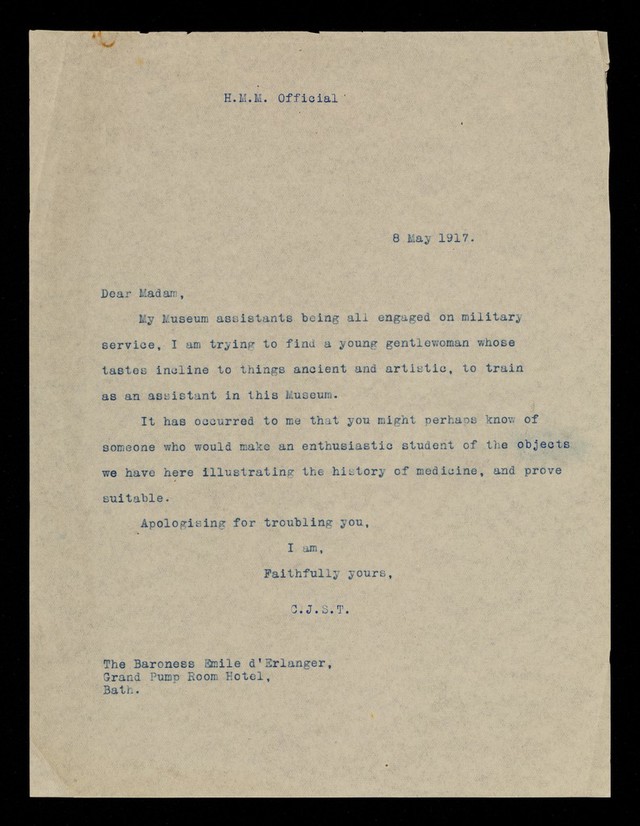 H.M.M. Official
8 May 1917.
Dear Madam,
My Museum assistants being all engaged on military
service, I am trying to find a young gentlewoman whose
tastes incline to things ancient and artistic, to train
as an assistant in this Museum.
It has occurred to me that you might perhaps know of
someone who would make an enthusiastic student of the objects
we have here illustrating the history of medicine, and prove
suitable.
Apologising for troubling you,
I am,
Faithfully yours,
C.J.S.T.
The Baroness Emile d'Erlanger,
Grand Pump Room Hotel,
Bath.